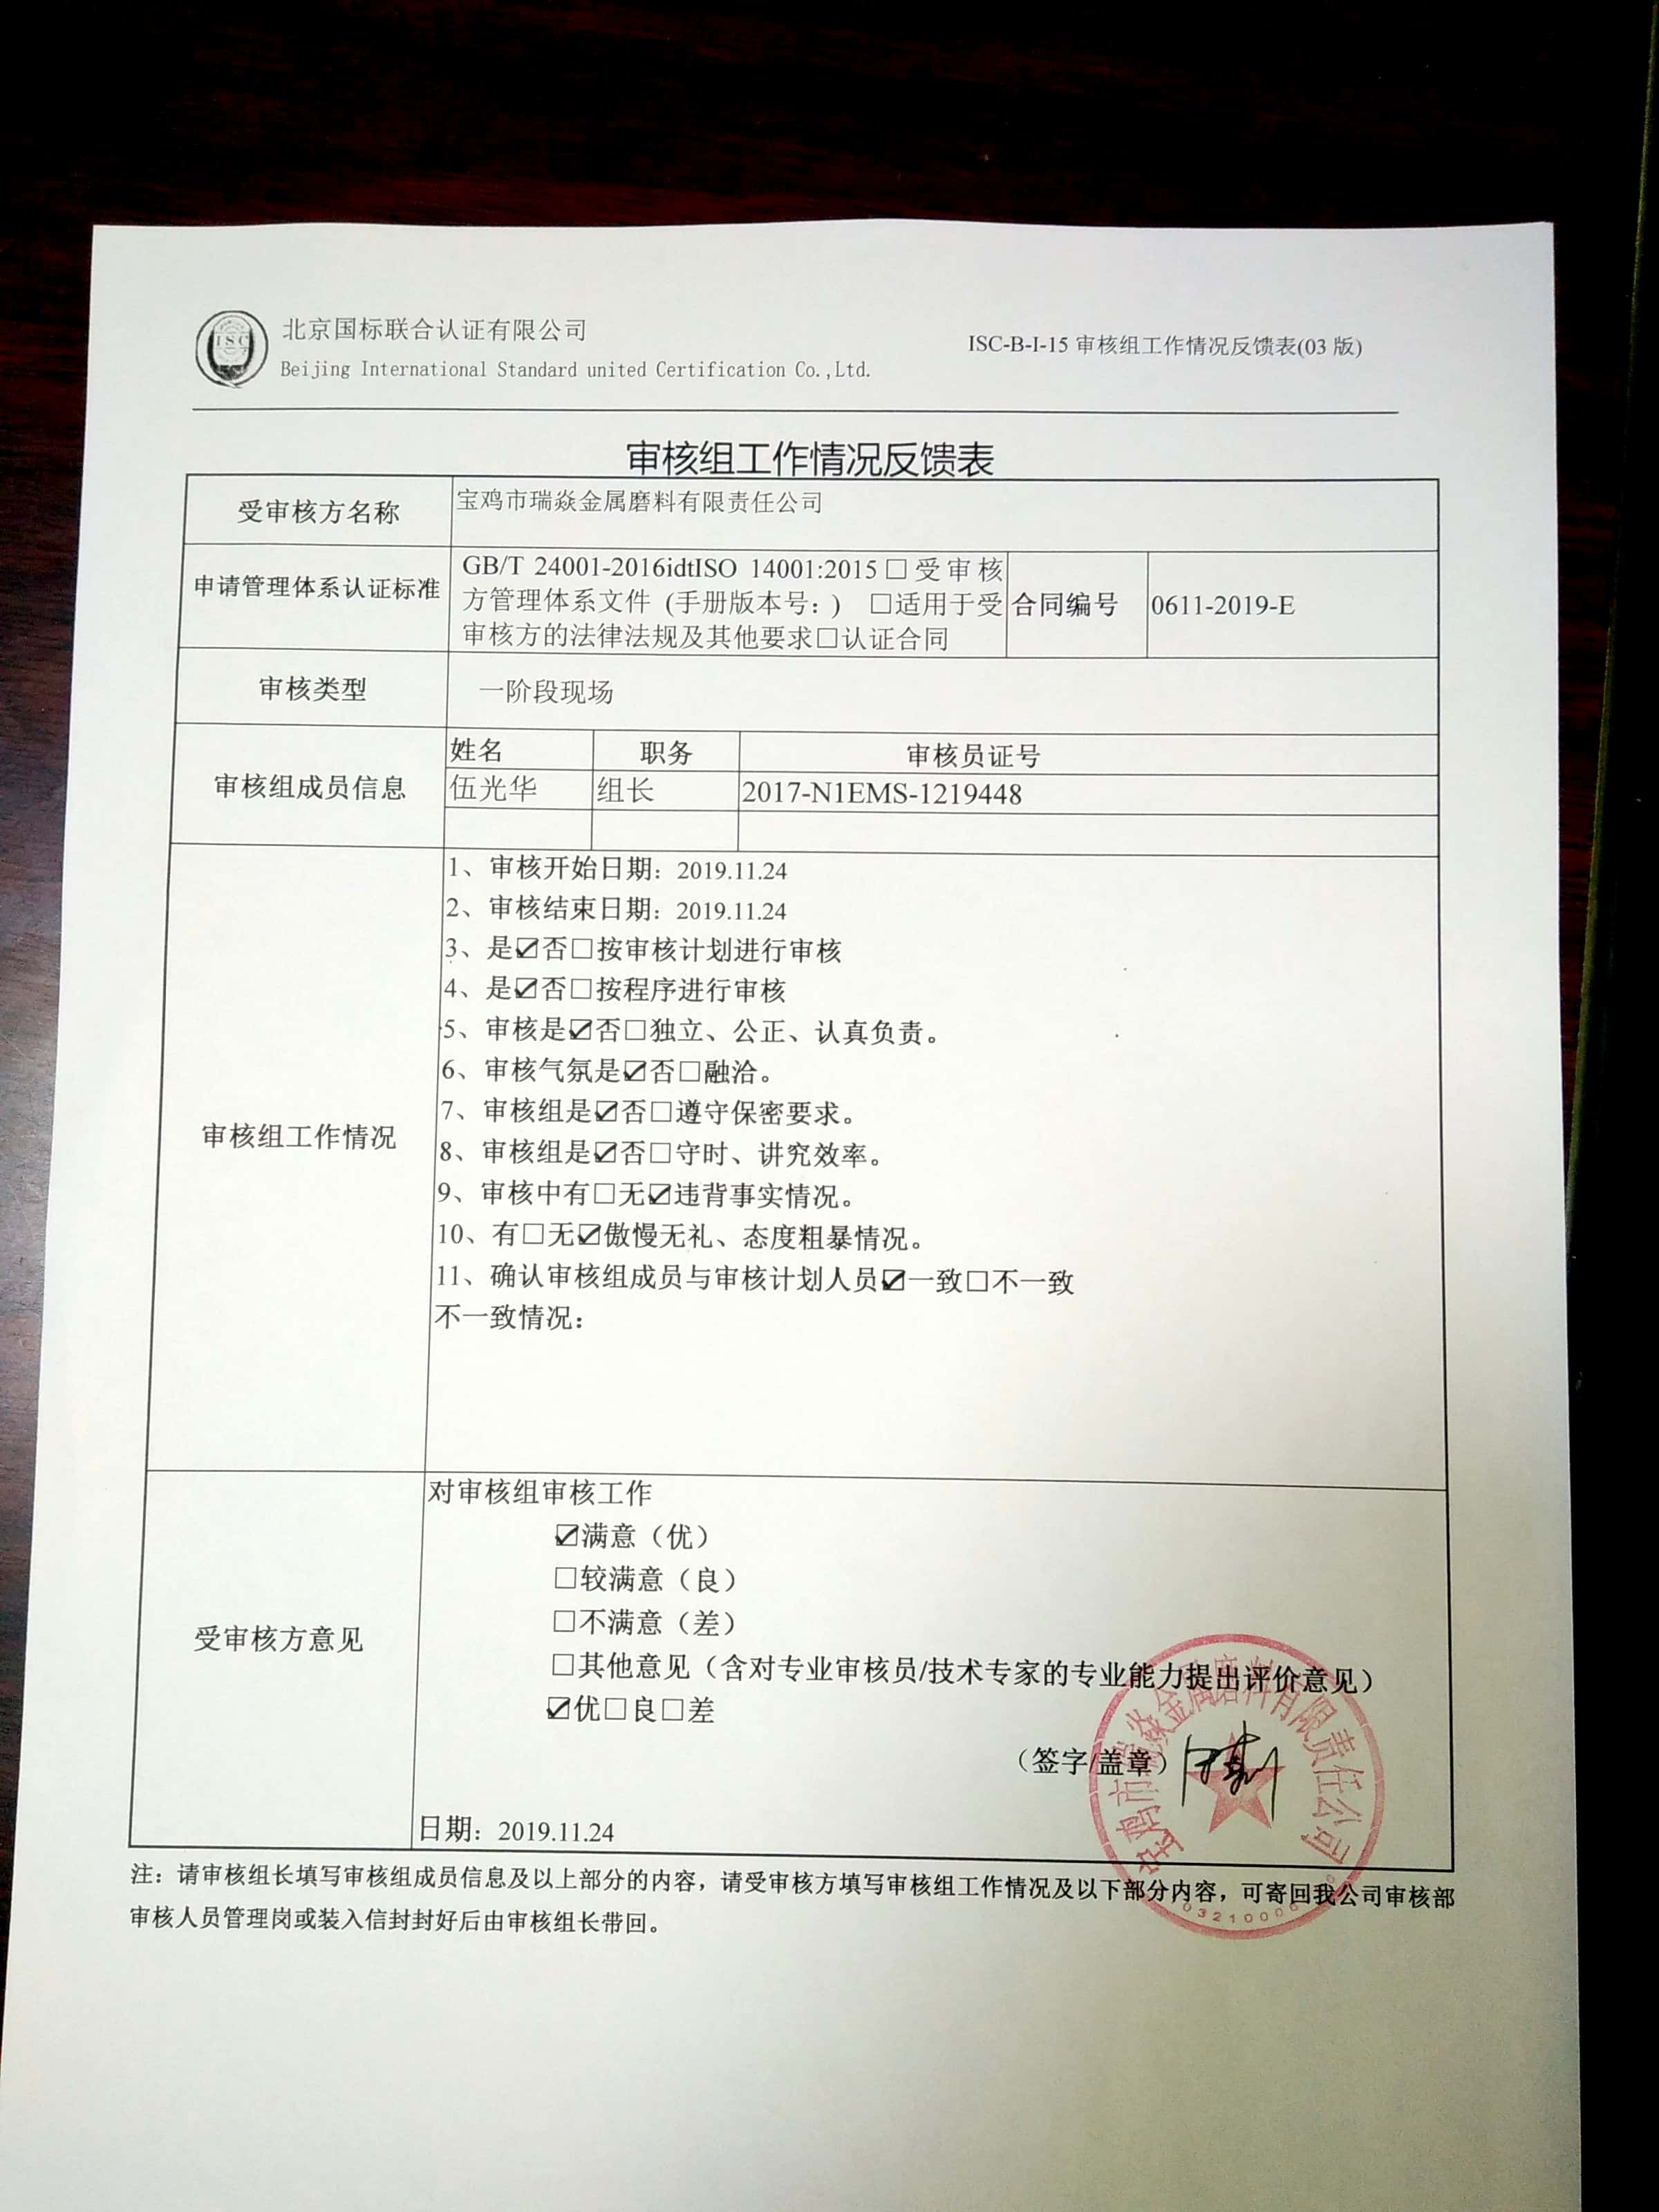 ISC
北京国标联合认证有限公司
Beijing International Standard united Certification Co.,Ltd.
ISC-B-I-15 审核组工作情况反馈表(03 版)
审核组工作情况反馈表
受审核方名称
宝鸡市瑞焱金属磨料有限责任公司
申请管理体系认证标准
GB/T 24001-2016idtISO 14001:2015□受审核
方管理体系文件 (手册版本号: ) □适用于受
审核方的法律法规及其他要求□认证合同
合同编号
0611-2019-E
审核类型
一阶段现场
审核组成员信息
姓名 职务 审核员证号
伍光华 组长 2017-N1EMS-1219448
审核组工作情况
1、审核开始日期：2019.11.24
2、审核结束日期：2019.11.24
3、是☑否□按审核计划进行审核
4、是☑否□按程序进行审核
5、审核是☑否□独立、公正、认真负责。
6、审核气氛是☑否□融洽。
7、审核组是☑否□遵守保密要求。
8、审核组是☑否□守时、讲究效率。
9、审核中有□无☑违背事实情况。
10、有□无☑傲慢无礼、态度粗暴情况。
11、确认审核组成员与审核计划人员☑一致□不一致
不一致情况：
受审核方意见
对审核组审核工作
☑满意（优）
□较满意（良）
□不满意（差）
□其他意见（含对专业审核员/技术专家的专业能力提出评价意见）
☑优□良□差
（签字/盖章）
宝鸡市瑞焱金属磨料有限责任公司
日期：2019.11.24
注：请审核组长填写审核组成员信息及以上部分的内容，请受审核方填写审核组工作情况及以下部分内容，可寄回我公司审核部
审核人员管理岗或装入信封封好后由审核组长带回。